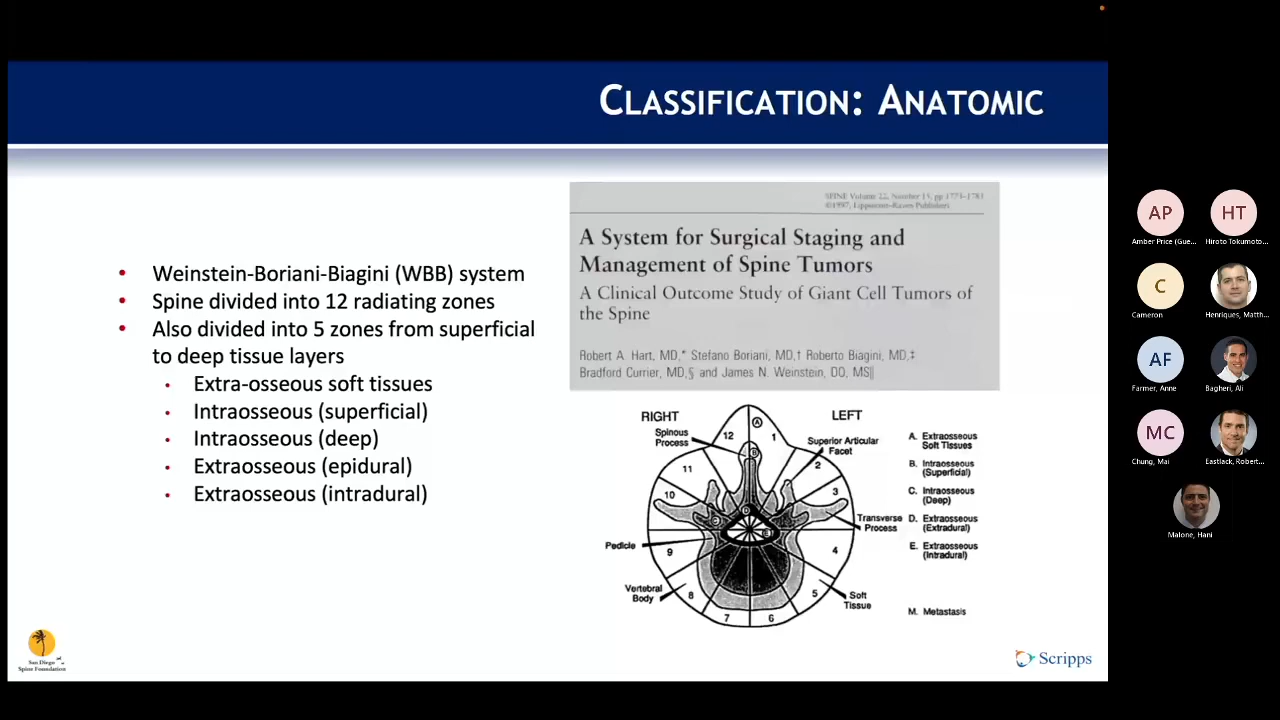 CLASSIFICATION: ANATOMIC
• Weinstein-Boriani-Biagini (WBB) system
• Spine divided into 12 radiating zones
• Also divided into 5 zones from superficial
to deep tissue layers
• Extra-osseous soft tissues
• Intraosseous (superficial)
• Intraosseous (deep)
• Extraosseous (epidural)
• Extraosseous (intradural)
SPINE Volume 22, Number 15, pp 1773–1783
©1997, Lippincott-Raven Publishers
A System for Surgical Staging and
Management of Spine Tumors
A Clinical Outcome Study of Giant Cell Tumors of
the Spine
Robert A. Hart, MD,* Stefano Boriani, MD,† Roberto Biagini, MD,‡
Bradford Currier, MD,§ and James N. Weinstein, DO, MS‖
RIGHT
LEFT
Spinous
Process
Superior Articular
Facet
Transverse
Process
Pedicle
Vertebral
Body
Soft
Tissue
12
1
2
3
4
5
6
7
8
9
10
11
A
B
C
D
E
A. Extraosseous
Soft Tissues
B. Intraosseous
(Superficial)
C. Intraosseous
(Deep)
D. Extraosseous
(Extradural)
E. Extraosseous
(Intradural)
M. Metastasis
San Diego
Spine Foundation
Scripps
AP
Amber Price (Gue...
HT
Hiroto Tokumoto...
C
Cameron
Henriques, Matth...
AF
Farmer, Anne
Bagheri, Ali
MC
Chung, Mai
Eastlack, Robert...
Malone, Hani